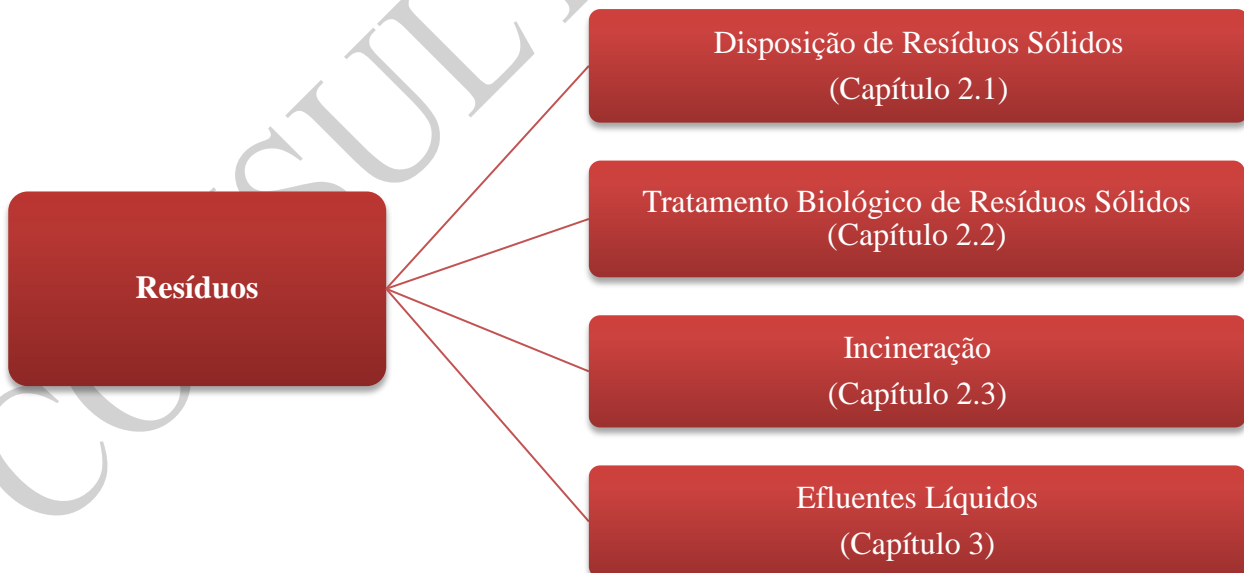 Resíduos
Disposição de Resíduos Sólidos
(Capítulo 2.1)
Tratamento Biológico de Resíduos Sólidos
(Capítulo 2.2)
Incineração
(Capítulo 2.3)
Efluentes Líquidos
(Capítulo 3)